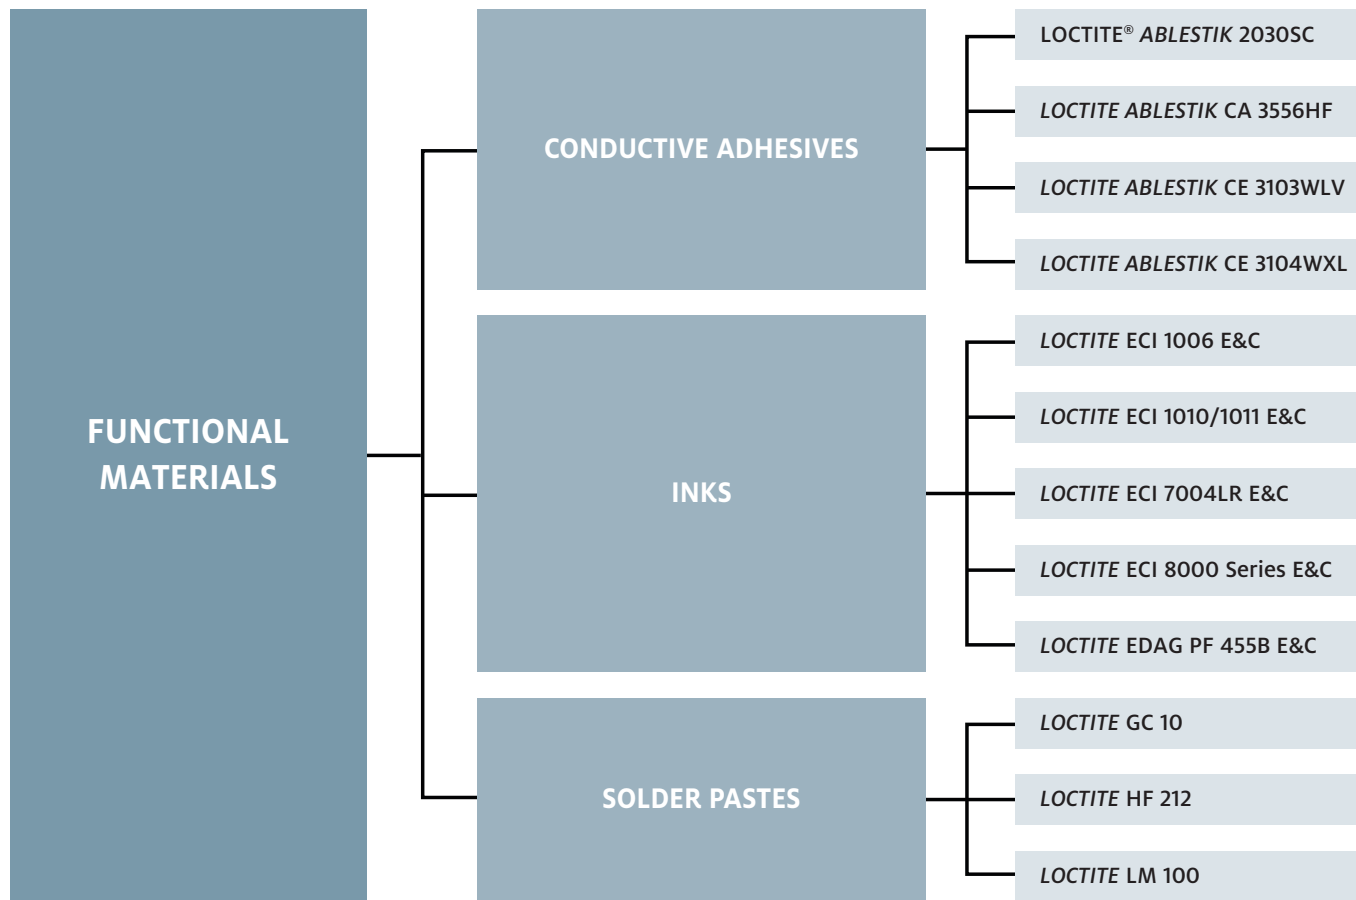 FUNCTIONAL
MATERIALS
CONDUCTIVE ADHESIVES
LOCTITE® ABLESTIK 2030SC
LOCTITE ABLESTIK CA 3556HF
LOCTITE ABLESTIK CE 3103WLV
LOCTITE ABLESTIK CE 3104WXL
INKS
LOCTITE ECI 1006 E&C
LOCTITE ECI 1010/1011 E&C
LOCTITE ECI 7004LR E&C
LOCTITE ECI 8000 Series E&C
LOCTITE EDAG PF 455B E&C
SOLDER PASTES
LOCTITE GC 10
LOCTITE HF 212
LOCTITE LM 100